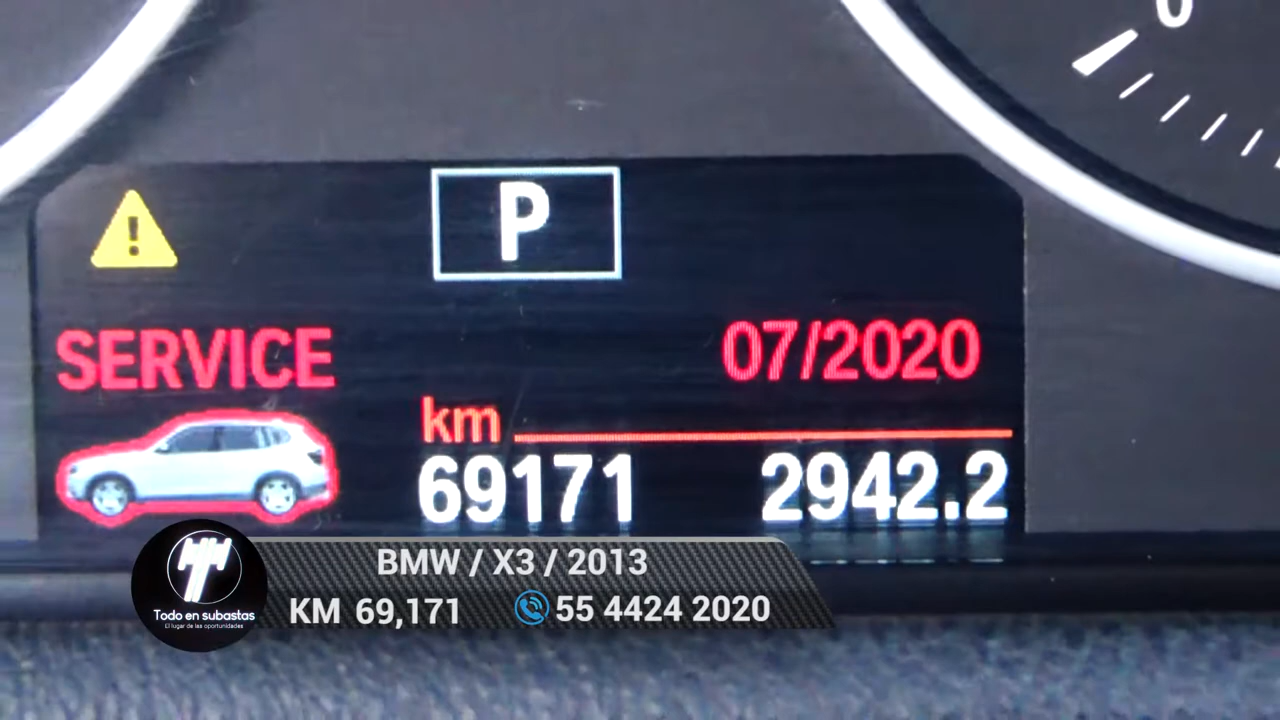 0
!
P
SERVICE 07/2020
km
69171 2942.2
BMW / X3 / 2013
KM 69,171 55 4424 2020
Todo en subastas
El lugar de las oportunidades